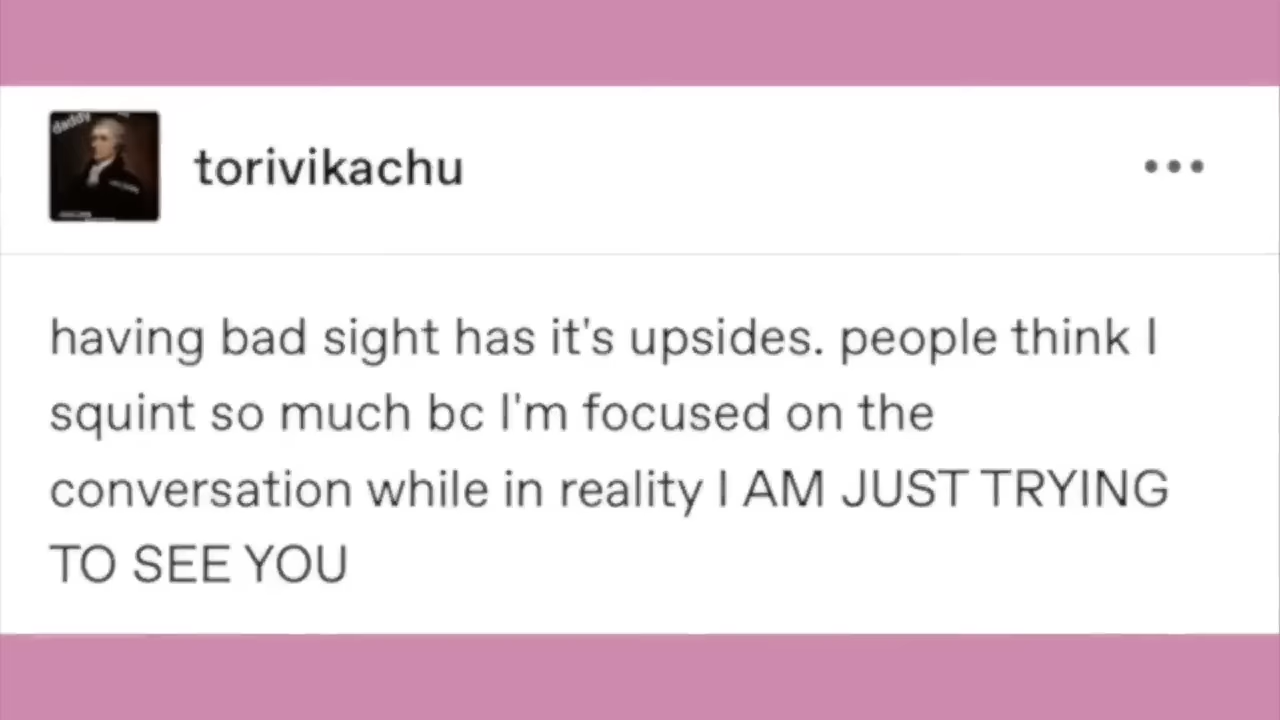 daddy
torivikachu
having bad sight has it's upsides. people think I
squint so much bc I'm focused on the
conversation while in reality I AM JUST TRYING
TO SEE YOU